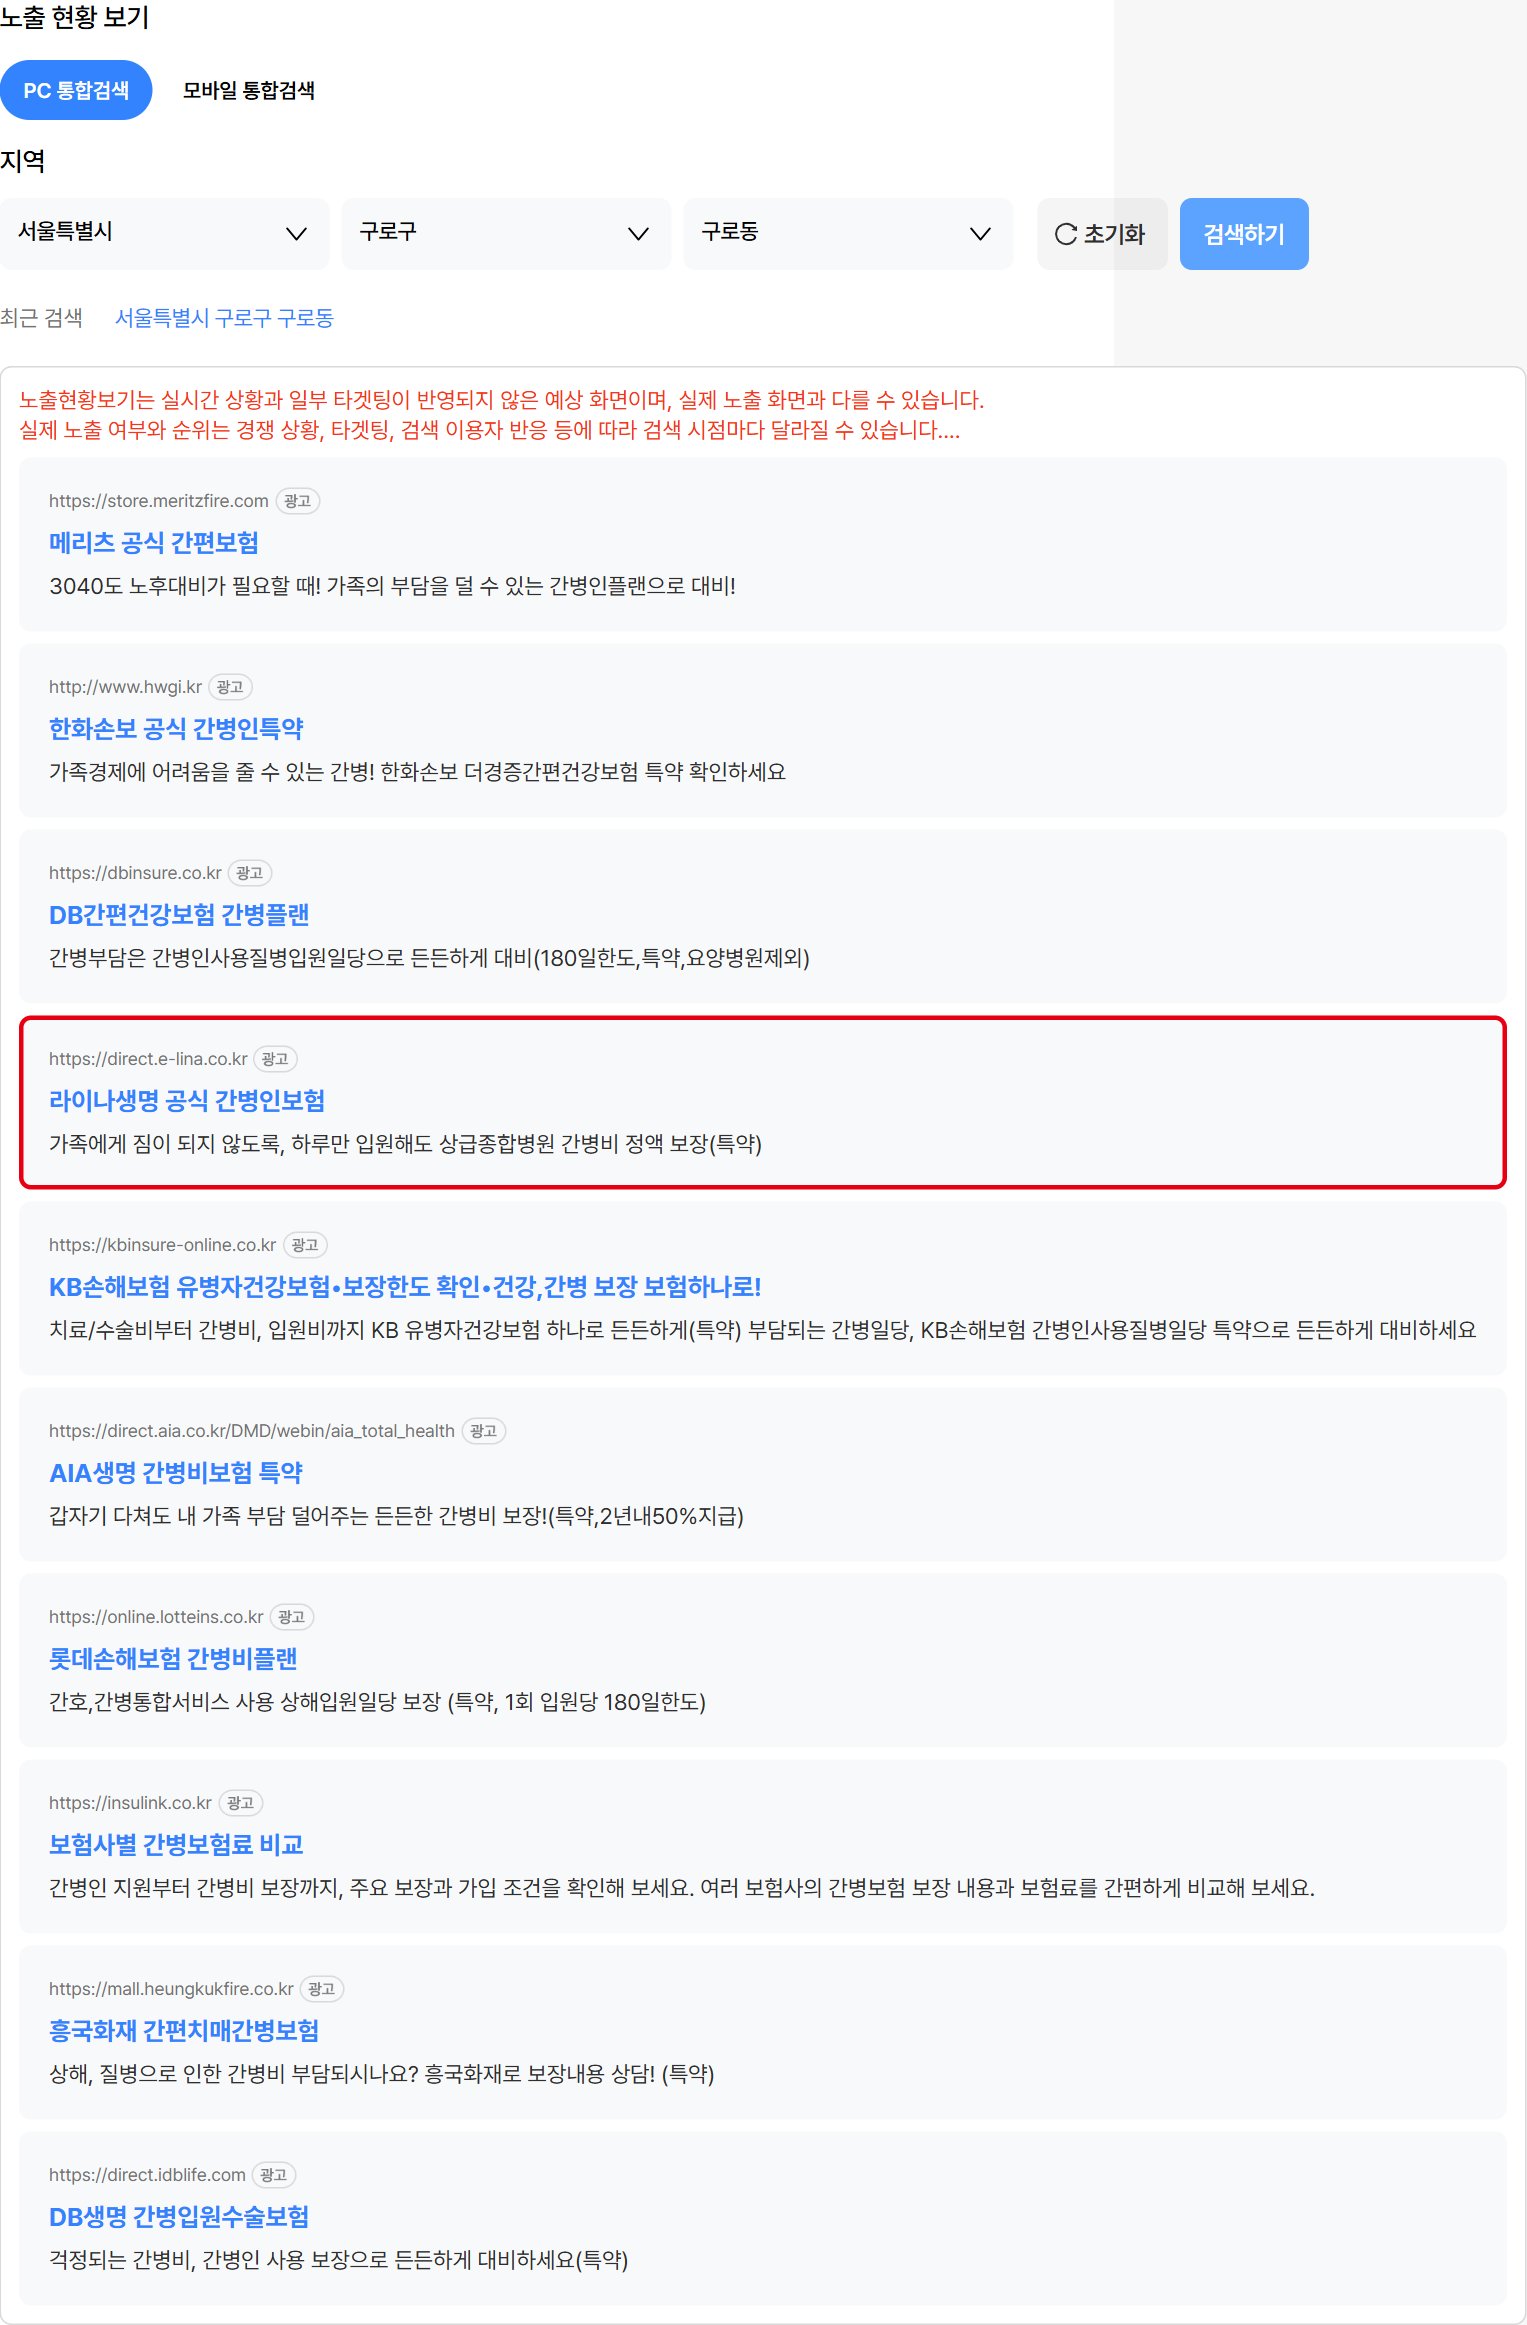 노출 현황 보기
PC 통합검색 모바일 통합검색
지역
서울특별시 구로구 구로동 초기화 검색하기
최근 검색 서울특별시 구로구 구로동
노출현황보기는 실시간 상황과 일부 타겟팅이 반영되지 않은 예상 화면이며, 실제 노출 화면과 다를 수 있습니다.
실제 노출 여부와 순위는 경쟁 상황, 타겟팅, 검색 이용자 반응 등에 따라 검색 시점마다 달라질 수 있습니다....
https://store.meritzfire.com 광고
메리츠 공식 간편보험
3040도 노후대비가 필요할 때! 가족의 부담을 덜 수 있는 간병인플랜으로 대비!
http://www.hwgi.kr 광고
한화손보 공식 간병인특약
가족경제에 어려움을 줄 수 있는 간병! 한화손보 더경증간편건강보험 특약 확인하세요
https://dbinsure.co.kr 광고
DB간편건강보험 간병플랜
간병부담은 간병인사용질병입원일당으로 든든하게 대비(180일한도,특약,요양병원제외)
https://direct.e-lina.co.kr 광고
라이나생명 공식 간병인보험
가족에게 짐이 되지 않도록, 하루만 입원해도 상급종합병원 간병비 정액 보장(특약)
https://kbinsure-online.co.kr 광고
KB손해보험 유병자건강보험•보장한도 확인•건강,간병 보장 보험하나로!
치료/수술비부터 간병비, 입원비까지 KB 유병자건강보험 하나로 든든하게(특약) 부담되는 간병일당, KB손해보험 간병인사용질병일당 특약으로 든든하게 대비하세요
https://direct.aia.co.kr/DMD/webin/aia_total_health 광고
AIA생명 간병비보험 특약
갑자기 다쳐도 내 가족 부담 덜어주는 든든한 간병비 보장!(특약,2년내50%지급)
https://online.lotteins.co.kr 광고
롯데손해보험 간병비플랜
간호,간병통합서비스 사용 상해입원일당 보장 (특약, 1회 입원당 180일한도)
https://insulink.co.kr 광고
보험사별 간병보험료 비교
간병인 지원부터 간병비 보장까지, 주요 보장과 가입 조건을 확인해 보세요. 여러 보험사의 간병보험 보장 내용과 보험료를 간편하게 비교해 보세요.
https://mall.heungkukfire.co.kr 광고
흥국화재 간편치매간병보험
상해, 질병으로 인한 간병비 부담되시나요? 흥국화재로 보장내용 상담! (특약)
https://direct.idblife.com 광고
DB생명 간병입원수술보험
걱정되는 간병비, 간병인 사용 보장으로 든든하게 대비하세요(특약)